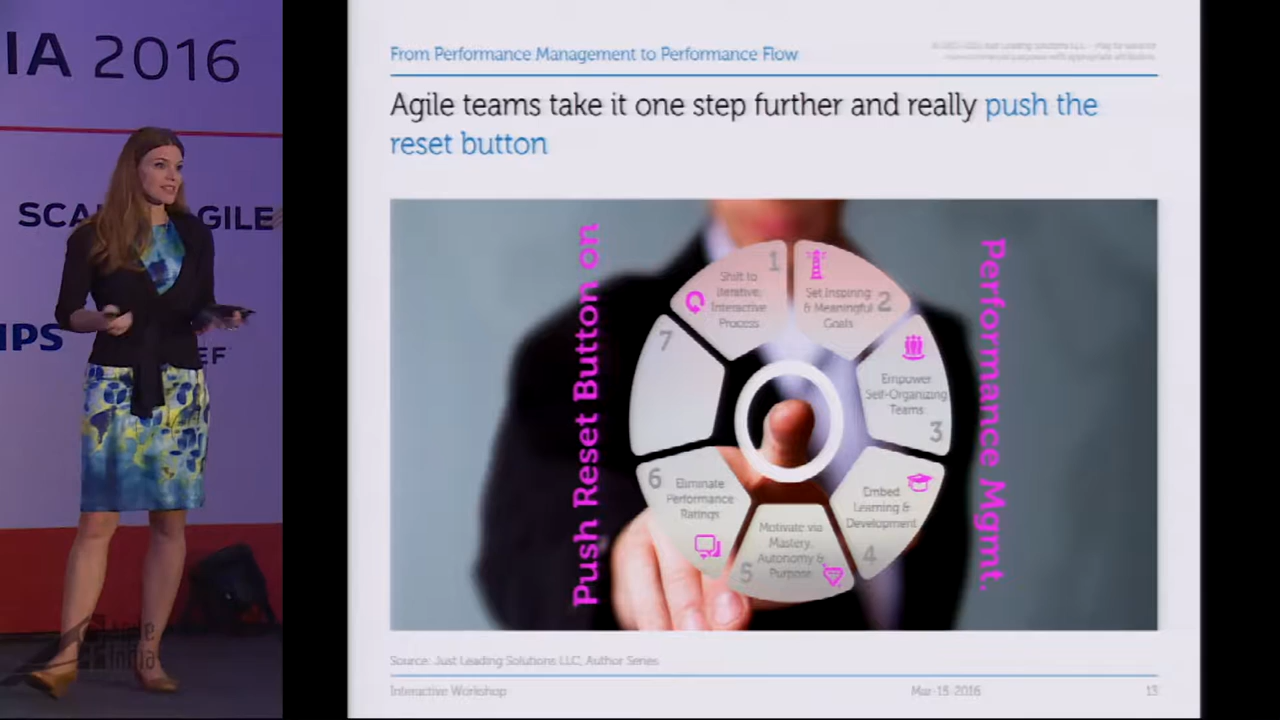 IA 2016
SCA
GILE
IPS
EF
gile
India
From Performance Management to Performance Flow
Agile teams take it one step further and really push the
reset button
Push Reset Button on
Performance Mgmt.
1
Shift to
Iterative,
Interactive
Process
Set Inspiring
& Meaningful
Goals
2
Empower
Self-Organizing
Teams
3
Embed
Learning &
Development
4
Motivate via
Mastery,
Autonomy &
Purpose
5
6
Eliminate
Performance
Ratings
7
Source: Just Leading Solutions LLC, Author Series
Interactive Workshop
Mar-15-2016
13